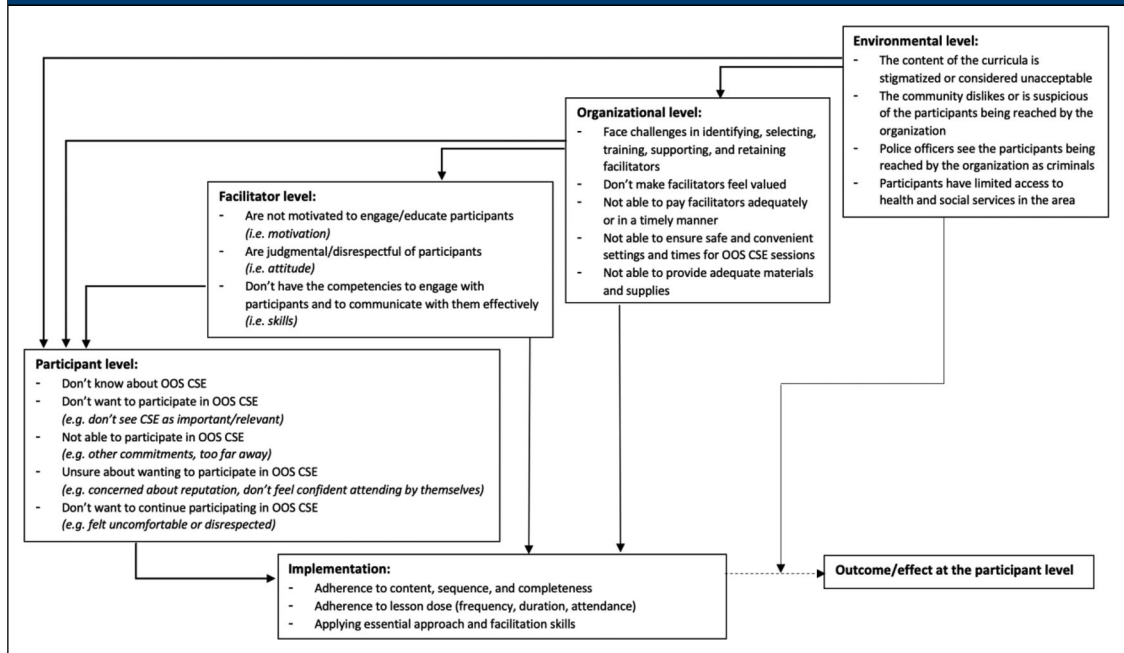 Environmental level:
- The content of the curricula is
stigmatized or considered unacceptable
- The community dislikes or is suspicious
of the participants being reached by the
organization
- Police officers see the participants being
reached by the organization as criminals
- Participants have limited access to
health and social services in the area
Organizational level:
- Face challenges in identifying, selecting,
training, supporting, and retaining
facilitators
- Don't make facilitators feel valued
- Not able to pay facilitators adequately
or in a timely manner
- Not able to ensure safe and convenient
settings and times for OOS CSE sessions
- Not able to provide adequate materials
and supplies
Facilitator level:
- Are not motivated to engage/educate participants
(i.e. motivation)
- Are judgmental/disrespectful of participants
(i.e. attitude)
- Don't have the competencies to engage with
participants and to communicate with them effectively
(i.e. skills)
Participant level:
- Don't know about OOS CSE
- Don't want to participate in OOS CSE
(e.g. don't see CSE as important/relevant)
- Not able to participate in OOS CSE
(e.g. other commitments, too far away)
- Unsure about wanting to participate in OOS CSE
(e.g. concerned about reputation, don't feel confident attending by themselves)
- Don't want to continue participating in OOS CSE
(e.g. felt uncomfortable or disrespected)
Implementation:
- Adherence to content, sequence, and completeness
- Adherence to lesson dose (frequency, duration, attendance)
- Applying essential approach and facilitation skills
Outcome/effect at the participant level